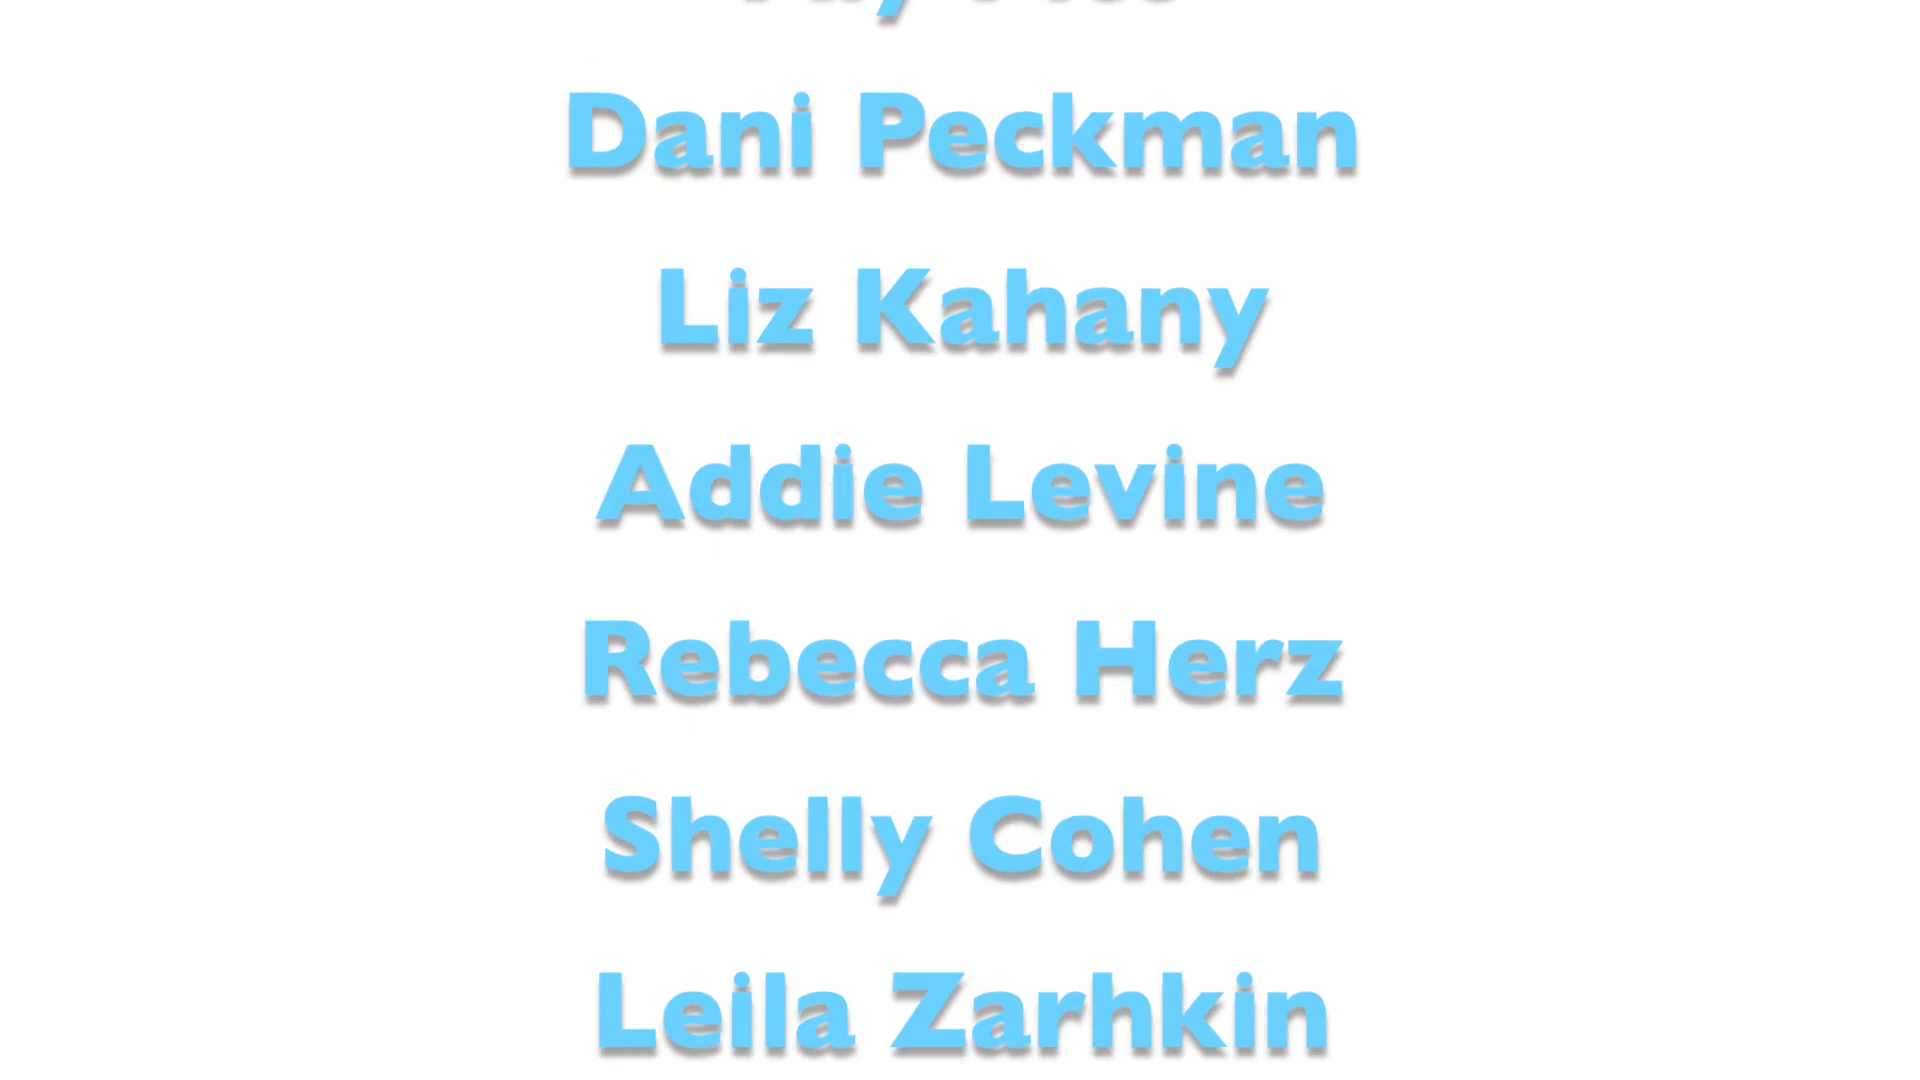 Dani Peckman
Liz Kahany
Addie Levine
Rebecca Herz
Shelly Cohen
Leila Zarhkin